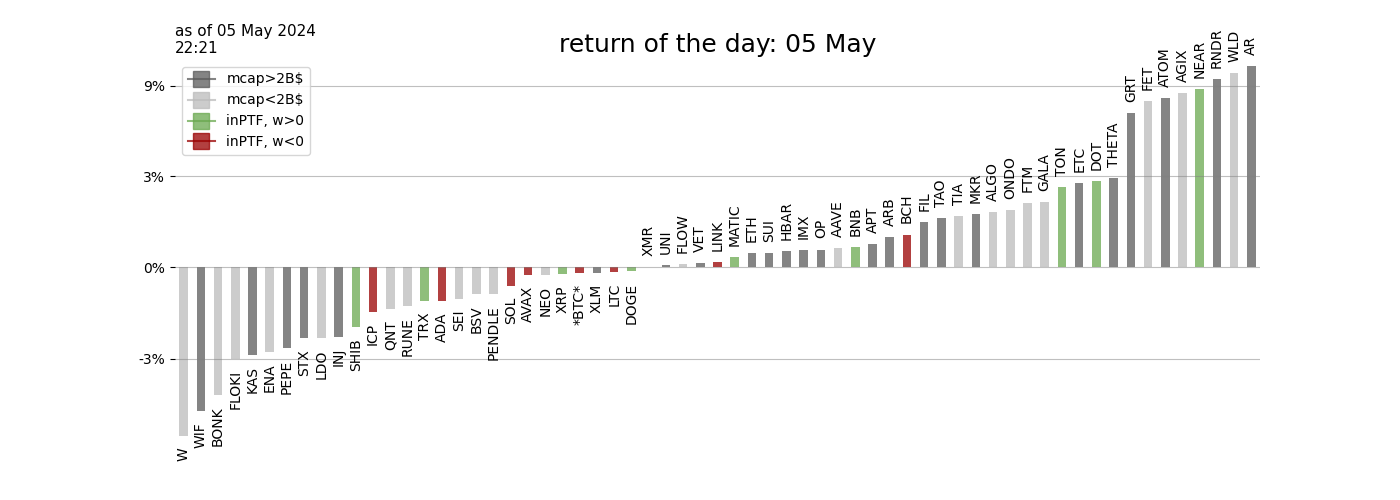 as of 05 May 2024
22:21
return of the day: 05 May
mcap>2B$
mcap<2B$
inPTF, w>0
inPTF, w<0
9%
3%
0%
-3%
W
WIF
BONK
FLOKI
KAS
ENA
PEPE
STX
LDO
INJ
SHIB
ICP
QNT
RUNE
TRX
ADA
SEI
BSV
PENDLE
SOL
AVAX
NEO
XRP
*BTC*
XLM
LTC
DOGE
XMR
UNI
FLOW
VET
LINK
MATIC
ETH
SUI
HBAR
IMX
OP
AAVE
BNB
APT
ARB
BCH
FIL
TAO
TIA
MKR
ALGO
ONDO
FTM
GALA
TON
ETC
DOT
THETA
GRT
FET
ATOM
AGIX
NEAR
RNDR
WLD
AR